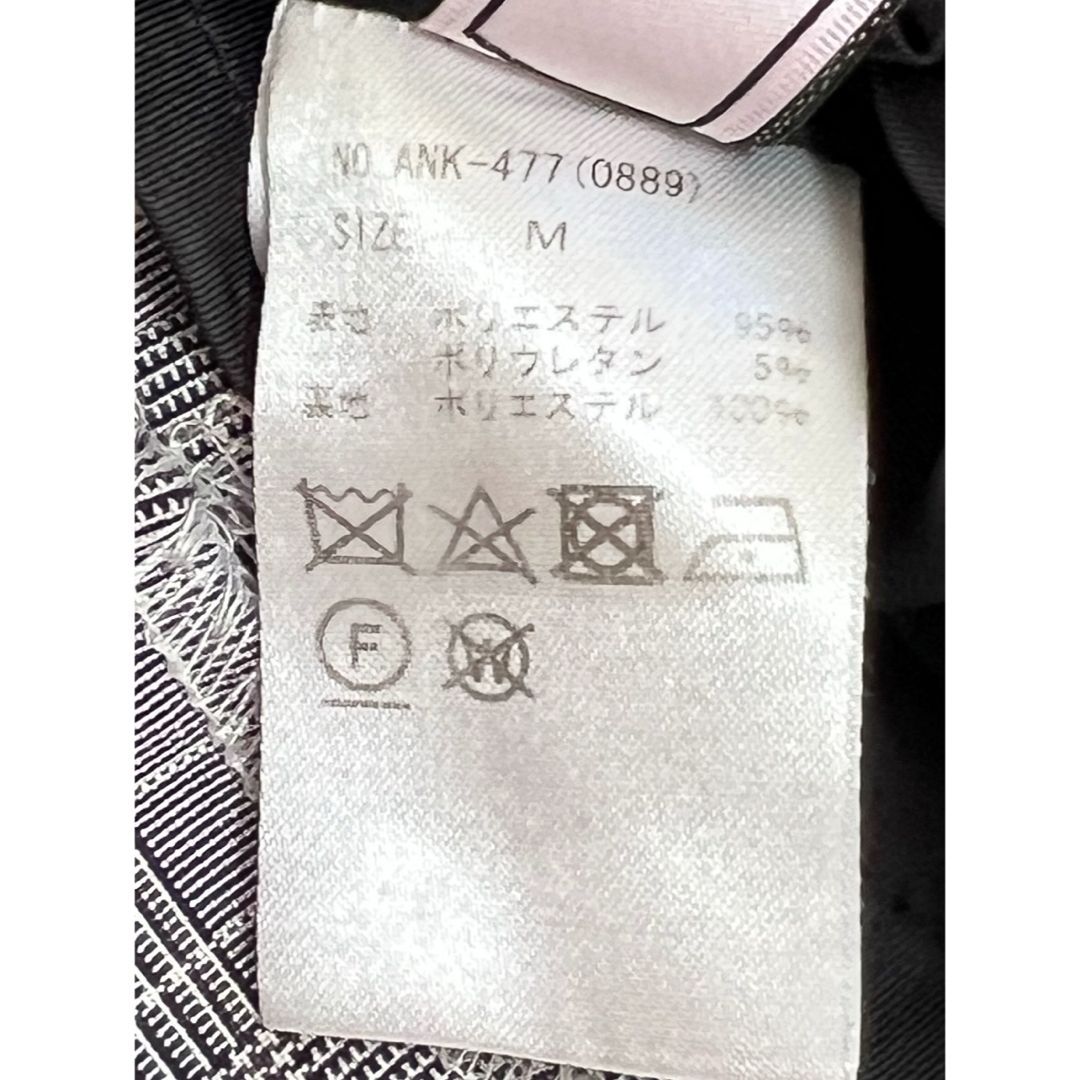 NO ANK-477(0889)
SIZE M
表地 ポリエステル 95%
ポリウレタン 5%
裏地 ポリエステル 100%
F
W